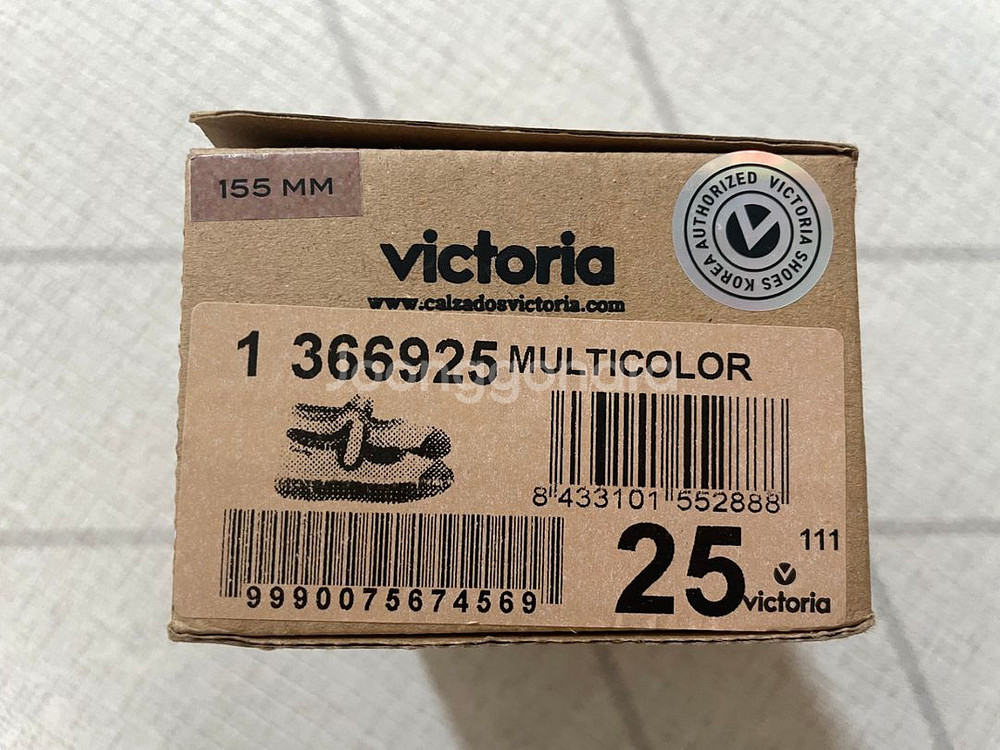 155 MM
AUTHORIZED VICTORIA SHOES KOREA
victoria
www.calzadosvictoria.com
1 366925 MULTICOLOR
Joonggonara
8 433101 552888
9990075674569
25
111
victoria